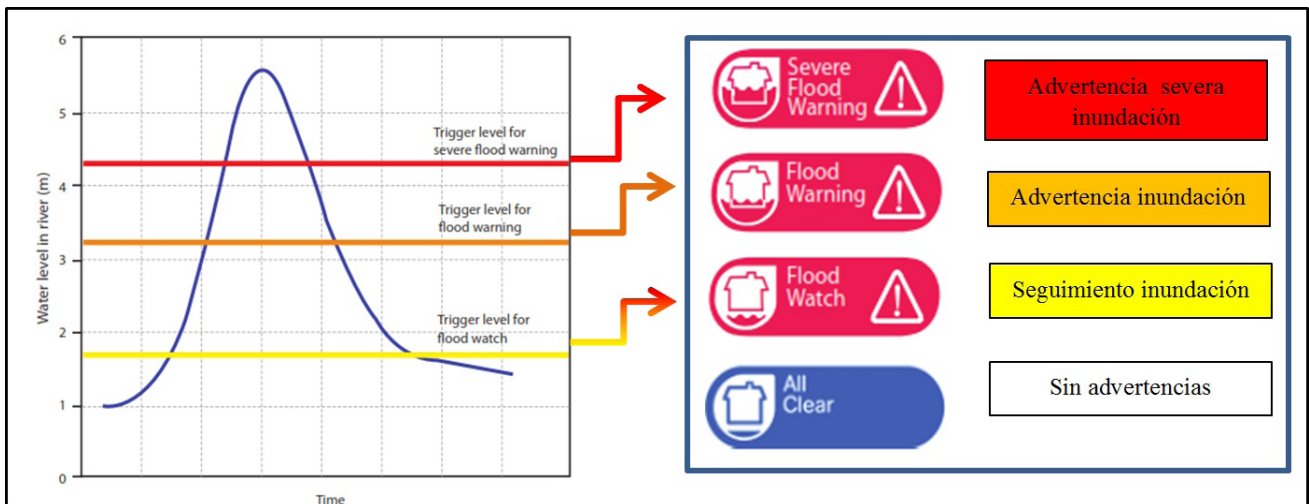 6
5
4
3
2
1
0
Water level in river (m)
Time
Trigger level for
severe flood warning
Trigger level for
flood warning
Trigger level for
flood watch
Severe
Flood
Warning
Advertencia severa
inundación
Flood
Warning
Advertencia inundación
Flood
Watch
Seguimiento inundación
All
Clear
Sin advertencias